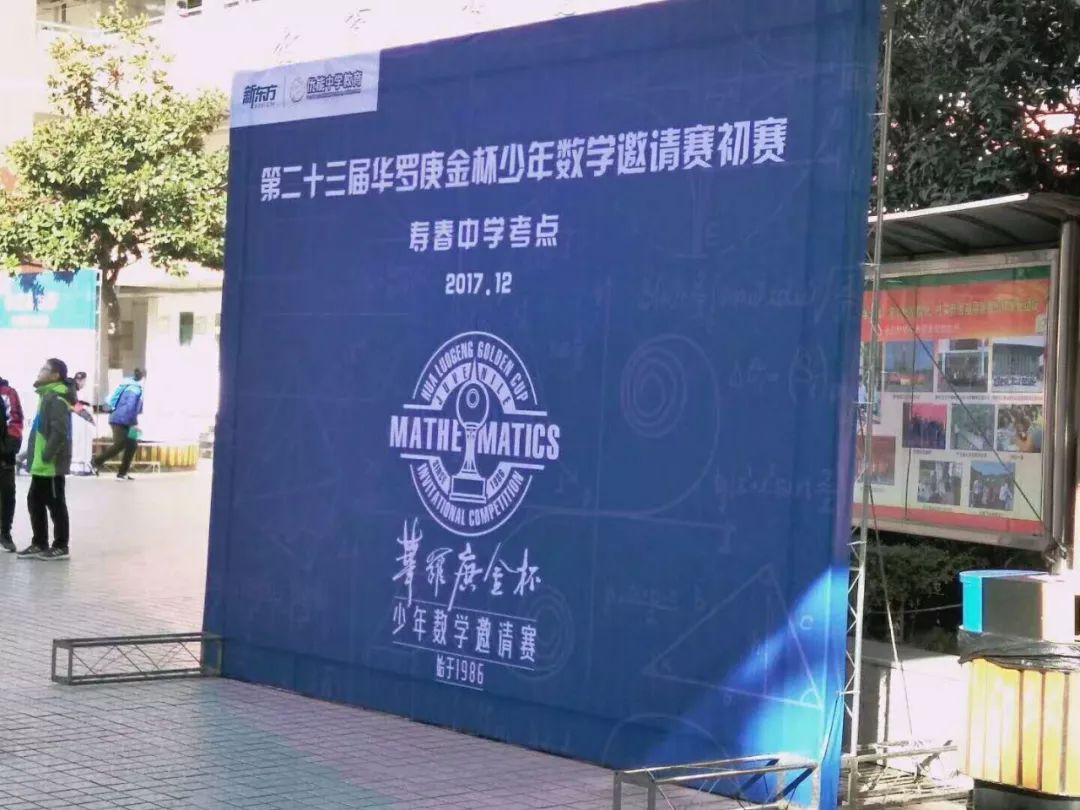 新东方
优能中学教育
第二十三届华罗庚金杯少年数学邀请赛初赛
寿春中学考点
2017.12
HUA LUOGENG GOLDEN CUP
JUVENILE
MATHEMATICS
INVITATIONAL COMPETITION
華羅庚金杯
少年数学邀请赛
始于1986